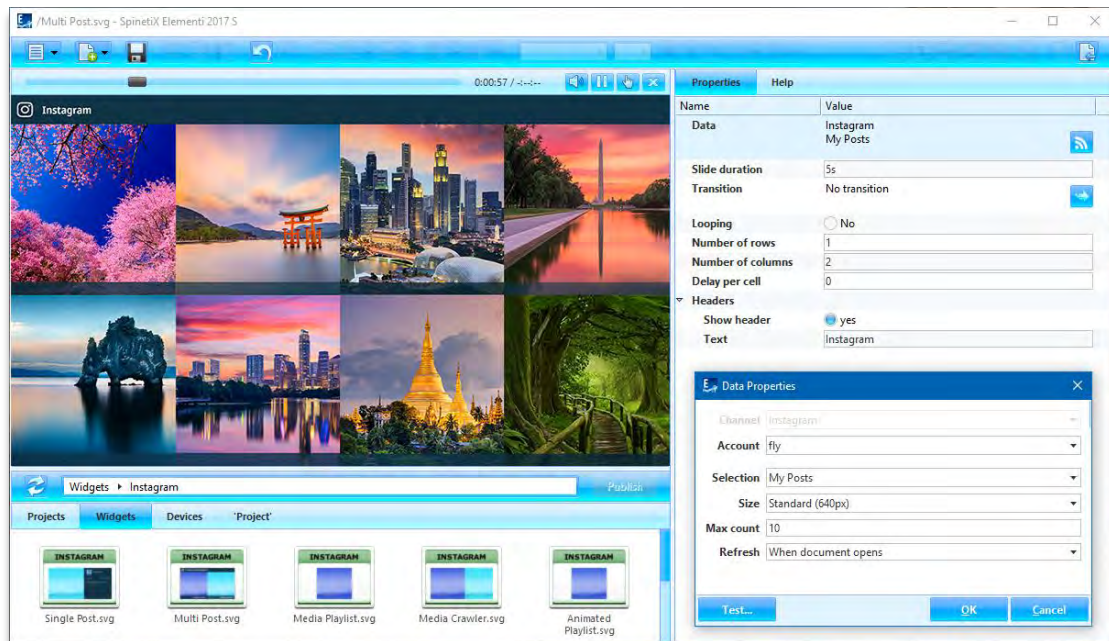 /Multi Post.svg - SpinetiX Elementi 2017 S
0:00:57 / -:--:--
Instagram
Properties
Help
Name
Value
Data
Instagram
My Posts
Slide duration
5s
Transition
No transition
Looping
No
Number of rows
1
Number of columns
2
Delay per cell
0
Headers
Show header
yes
Text
Instagram
Data Properties
Channel
Instagram
Account
fly
Selection
My Posts
Size
Standard (640px)
Max count
10
Refresh
When document opens
Test...
OK
Cancel
Widgets
Instagram
Publish
Projects
Widgets
Devices
'Project'
INSTAGRAM
INSTAGRAM
INSTAGRAM
INSTAGRAM
INSTAGRAM
Single Post.svg
Multi Post.svg
Media Playlist.svg
Media Crawler.svg
Animated
Playlist.svg